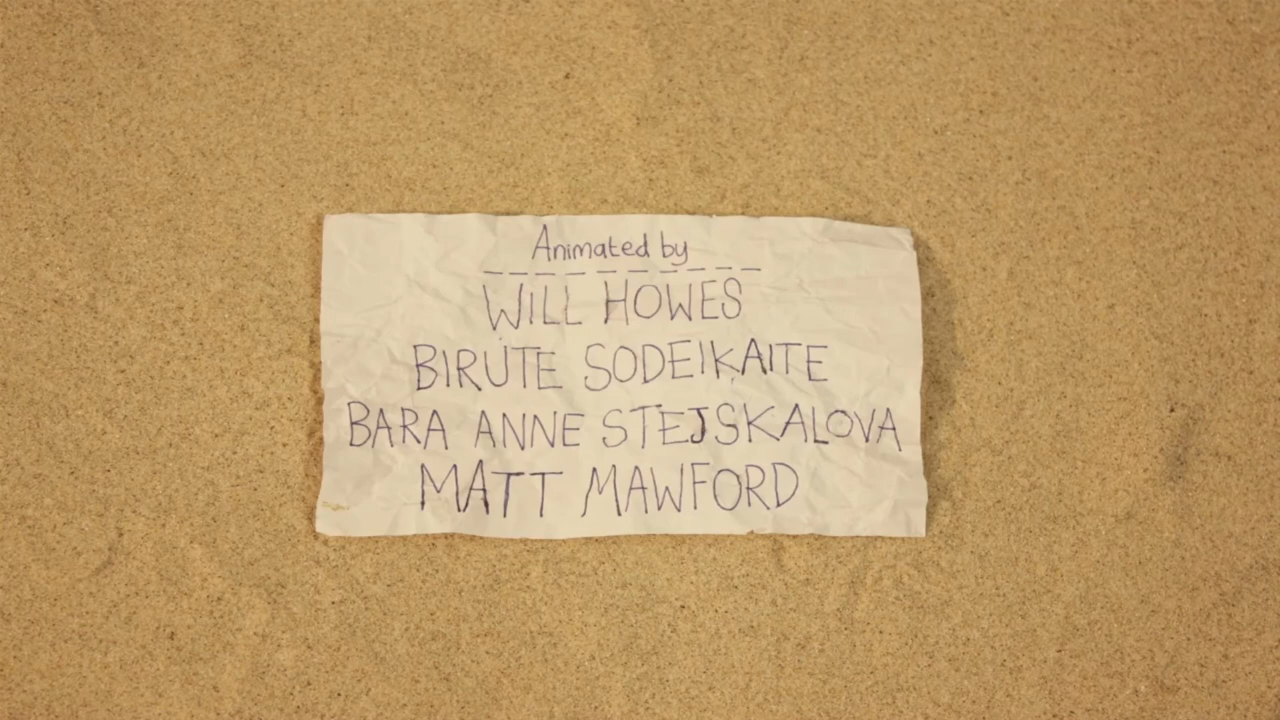 Animated by
WILL HOWES
BIRUTE SODEIKAITE
BARA ANNE STEJSKALOVA
MATT MAWFORD